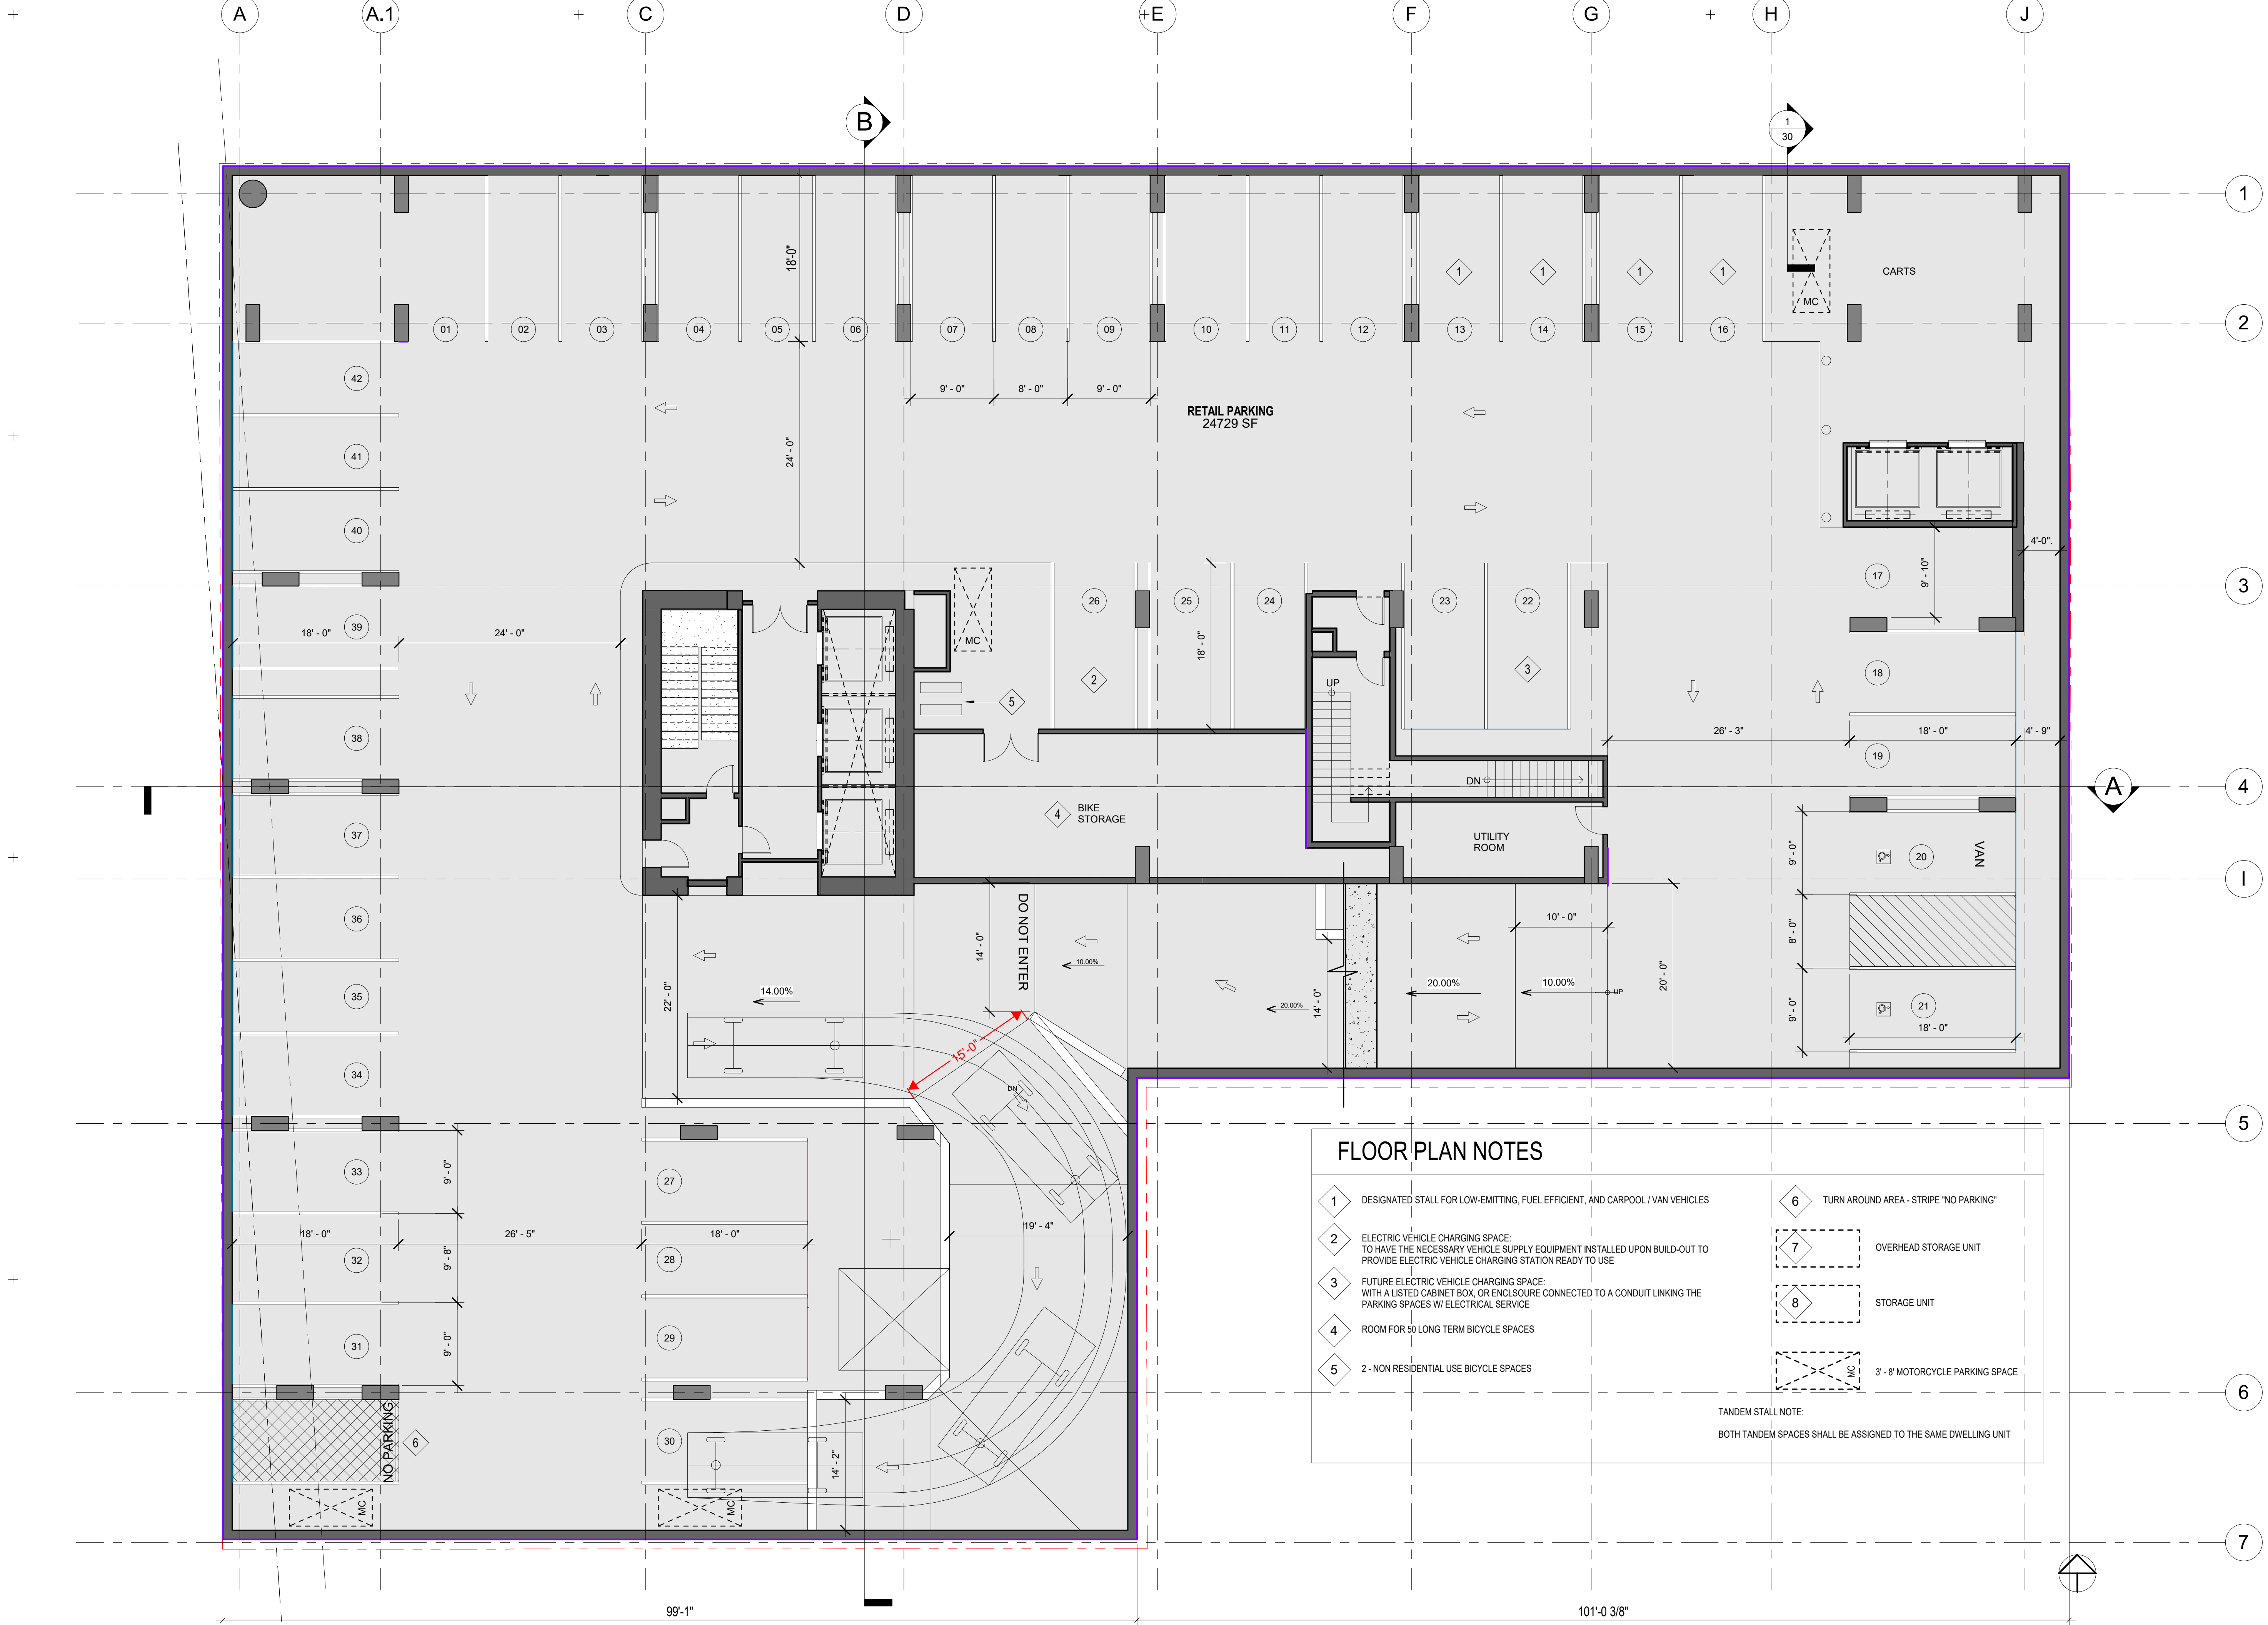 A
A.1
C
D
E
F
G
H
J
B
1
30
1
2
3
4
I
5
6
7
18'-0"
1
1
1
1
CARTS
MC
01
02
03
04
05
06
07
08
09
10
11
12
13
14
15
16
42
9' - 0"
8' - 0"
9' - 0"
RETAIL PARKING
24729 SF
24' - 0"
41
40
4'-0".
9' - 10"
17
26
25
24
23
22
39
18' - 0"
24' - 0"
MC
18' - 0"
2
3
5
UP
18
38
26' - 3"
18' - 0"
4' - 9"
19
DN
A
4
BIKE
STORAGE
37
UTILITY
ROOM
9' - 0"
20
VAN
36
10' - 0"
8' - 0"
DO NOT ENTER
14' - 0"
10.00%
35
22' - 0"
14.00%
20.00%
14' - 0"
20.00%
10.00%
UP
20' - 0"
9' - 0"
21
18' - 0"
15'-0"
34
DN
33
9' - 0"
27
18' - 0"
26' - 5"
18' - 0"
19' - 4"
32
9' - 8"
28
31
9' - 0"
29
NO PARKING
6
30
14' - 2"
MC
MC
FLOOR PLAN NOTES
1 DESIGNATED STALL FOR LOW-EMITTING, FUEL EFFICIENT, AND CARPOOL / VAN VEHICLES
2 ELECTRIC VEHICLE CHARGING SPACE:
TO HAVE THE NECESSARY VEHICLE SUPPLY EQUIPMENT INSTALLED UPON BUILD-OUT TO
PROVIDE ELECTRIC VEHICLE CHARGING STATION READY TO USE
3 FUTURE ELECTRIC VEHICLE CHARGING SPACE:
WITH A LISTED CABINET BOX, OR ENCLSOURE CONNECTED TO A CONDUIT LINKING THE
PARKING SPACES W/ ELECTRICAL SERVICE
4 ROOM FOR 50 LONG TERM BICYCLE SPACES
5 2 - NON RESIDENTIAL USE BICYCLE SPACES
6 TURN AROUND AREA - STRIPE "NO PARKING"
7 OVERHEAD STORAGE UNIT
8 STORAGE UNIT
MC 3' - 8' MOTORCYCLE PARKING SPACE
TANDEM STALL NOTE:
BOTH TANDEM SPACES SHALL BE ASSIGNED TO THE SAME DWELLING UNIT
99'-1"
101'-0 3/8"